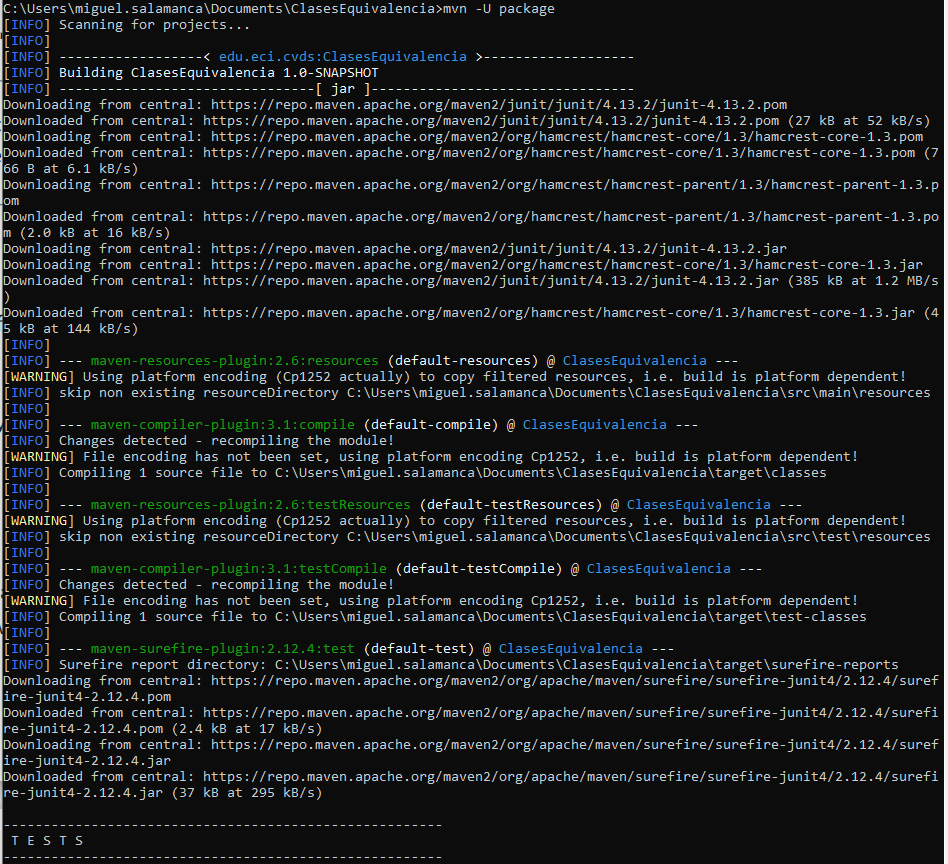 C:\Users\miguel.salamanca\Documents\ClasesEquivalencia>mvn -U package
[INFO] Scanning for projects...
[INFO]
[INFO] ------------------< edu.eci.cvds:ClasesEquivalencia >-------------------
[INFO] Building ClasesEquivalencia 1.0-SNAPSHOT
[INFO] --------------------------------[ jar ]---------------------------------
Downloading from central: https://repo.maven.apache.org/maven2/junit/junit/4.13.2/junit-4.13.2.pom
Downloaded from central: https://repo.maven.apache.org/maven2/junit/junit/4.13.2/junit-4.13.2.pom (27 kB at 52 kB/s)
Downloading from central: https://repo.maven.apache.org/maven2/org/hamcrest/hamcrest-core/1.3/hamcrest-core-1.3.pom
Downloaded from central: https://repo.maven.apache.org/maven2/org/hamcrest/hamcrest-core/1.3/hamcrest-core-1.3.pom (7
66 B at 6.1 kB/s)
Downloading from central: https://repo.maven.apache.org/maven2/org/hamcrest/hamcrest-parent/1.3/hamcrest-parent-1.3.p
om
Downloaded from central: https://repo.maven.apache.org/maven2/org/hamcrest/hamcrest-parent/1.3/hamcrest-parent-1.3.po
m (2.0 kB at 16 kB/s)
Downloading from central: https://repo.maven.apache.org/maven2/junit/junit/4.13.2/junit-4.13.2.jar
Downloading from central: https://repo.maven.apache.org/maven2/org/hamcrest/hamcrest-core/1.3/hamcrest-core-1.3.jar
Downloaded from central: https://repo.maven.apache.org/maven2/junit/junit/4.13.2/junit-4.13.2.jar (385 kB at 1.2 MB/s
)
Downloaded from central: https://repo.maven.apache.org/maven2/org/hamcrest/hamcrest-core/1.3/hamcrest-core-1.3.jar (4
5 kB at 144 kB/s)
[INFO]
[INFO] --- maven-resources-plugin:2.6:resources (default-resources) @ ClasesEquivalencia ---
[WARNING] Using platform encoding (Cp1252 actually) to copy filtered resources, i.e. build is platform dependent!
[INFO] skip non existing resourceDirectory C:\Users\miguel.salamanca\Documents\ClasesEquivalencia\src\main\resources
[INFO]
[INFO] --- maven-compiler-plugin:3.1:compile (default-compile) @ ClasesEquivalencia ---
[INFO] Changes detected - recompiling the module!
[WARNING] File encoding has not been set, using platform encoding Cp1252, i.e. build is platform dependent!
[INFO] Compiling 1 source file to C:\Users\miguel.salamanca\Documents\ClasesEquivalencia\target\classes
[INFO]
[INFO] --- maven-resources-plugin:2.6:testResources (default-testResources) @ ClasesEquivalencia ---
[WARNING] Using platform encoding (Cp1252 actually) to copy filtered resources, i.e. build is platform dependent!
[INFO] skip non existing resourceDirectory C:\Users\miguel.salamanca\Documents\ClasesEquivalencia\src\test\resources
[INFO]
[INFO] --- maven-compiler-plugin:3.1:testCompile (default-testCompile) @ ClasesEquivalencia ---
[INFO] Changes detected - recompiling the module!
[WARNING] File encoding has not been set, using platform encoding Cp1252, i.e. build is platform dependent!
[INFO] Compiling 1 source file to C:\Users\miguel.salamanca\Documents\ClasesEquivalencia\target\test-classes
[INFO]
[INFO] --- maven-surefire-plugin:2.12.4:test (default-test) @ ClasesEquivalencia ---
[INFO] Surefire report directory: C:\Users\miguel.salamanca\Documents\ClasesEquivalencia\target\surefire-reports
Downloading from central: https://repo.maven.apache.org/maven2/org/apache/maven/surefire/surefire-junit4/2.12.4/suref
ire-junit4-2.12.4.pom
Downloaded from central: https://repo.maven.apache.org/maven2/org/apache/maven/surefire/surefire-junit4/2.12.4/surefi
re-junit4-2.12.4.pom (2.4 kB at 17 kB/s)
Downloading from central: https://repo.maven.apache.org/maven2/org/apache/maven/surefire/surefire-junit4/2.12.4/suref
ire-junit4-2.12.4.jar
Downloaded from central: https://repo.maven.apache.org/maven2/org/apache/maven/surefire/surefire-junit4/2.12.4/surefi
re-junit4-2.12.4.jar (37 kB at 295 kB/s)
-------------------------------------------------------
T E S T S
-------------------------------------------------------